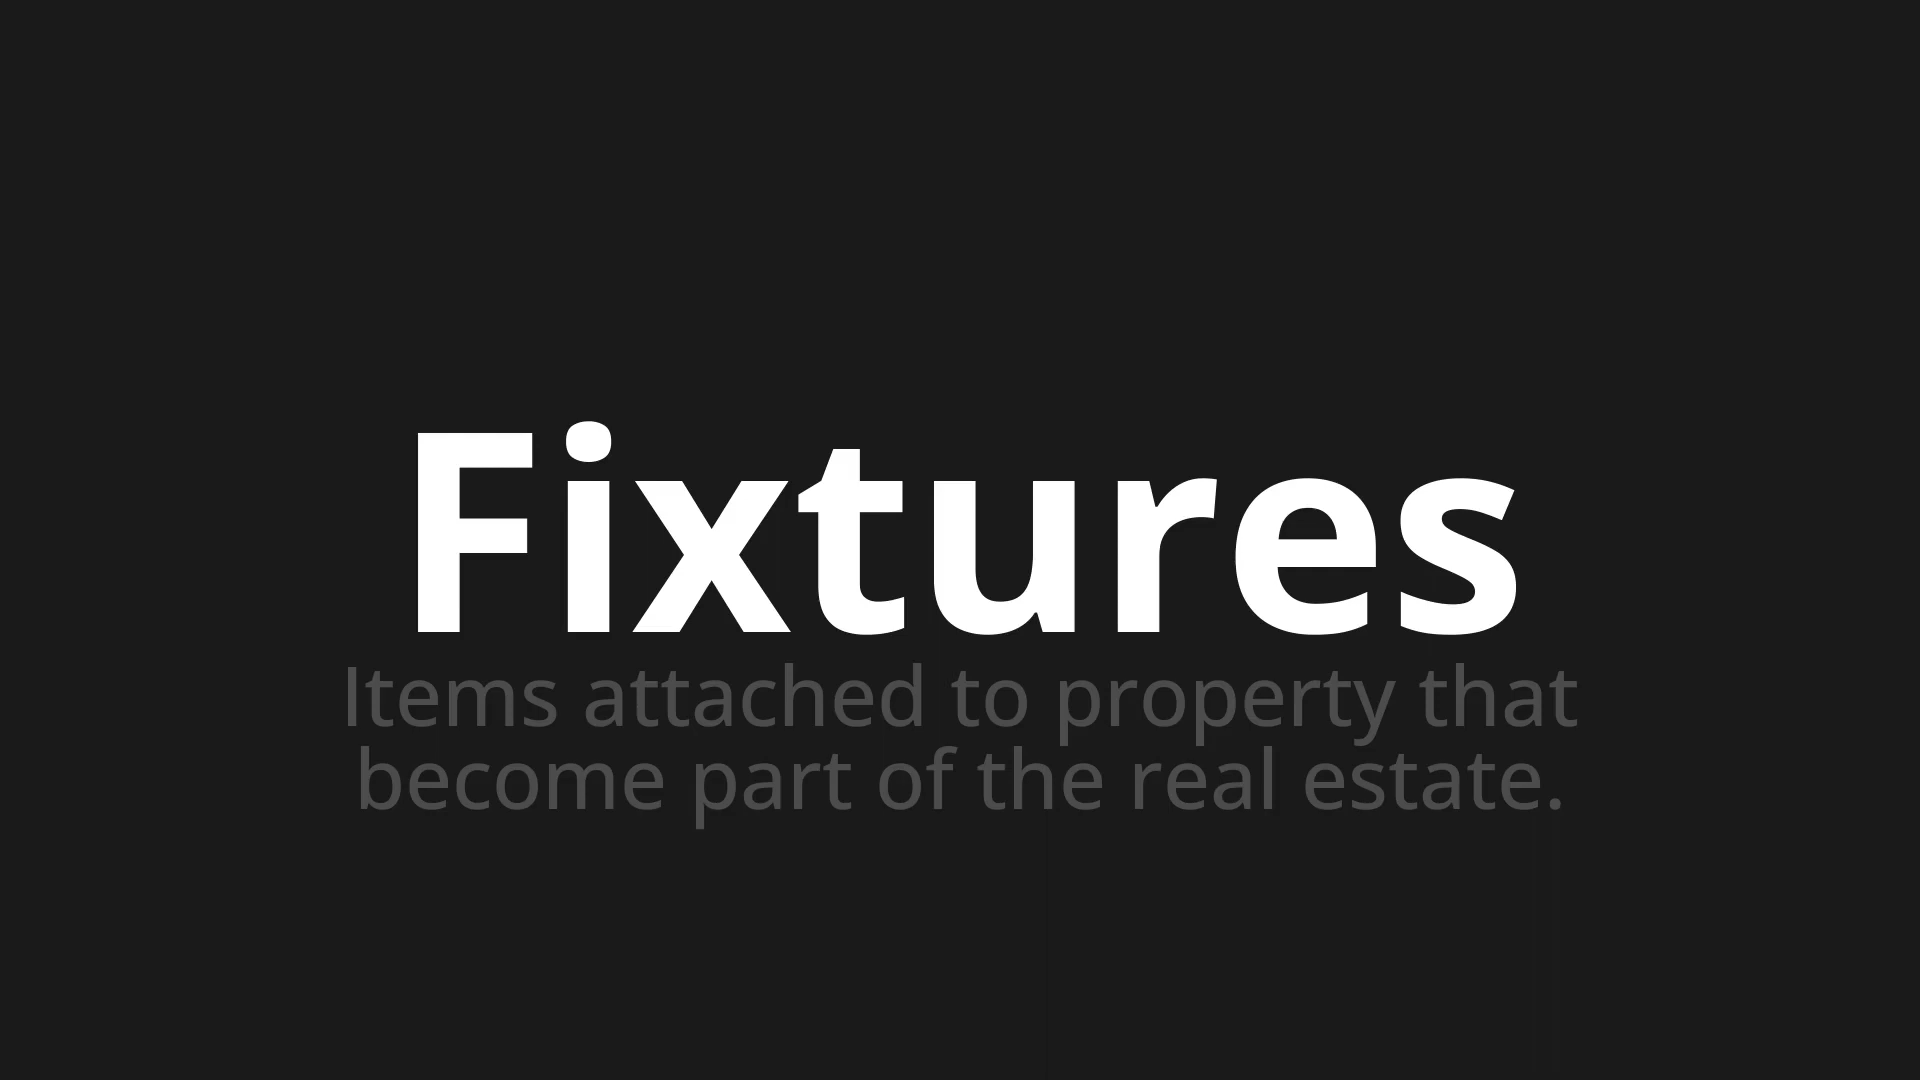 Fixtures
Items attached to property that
become part of the real estate.